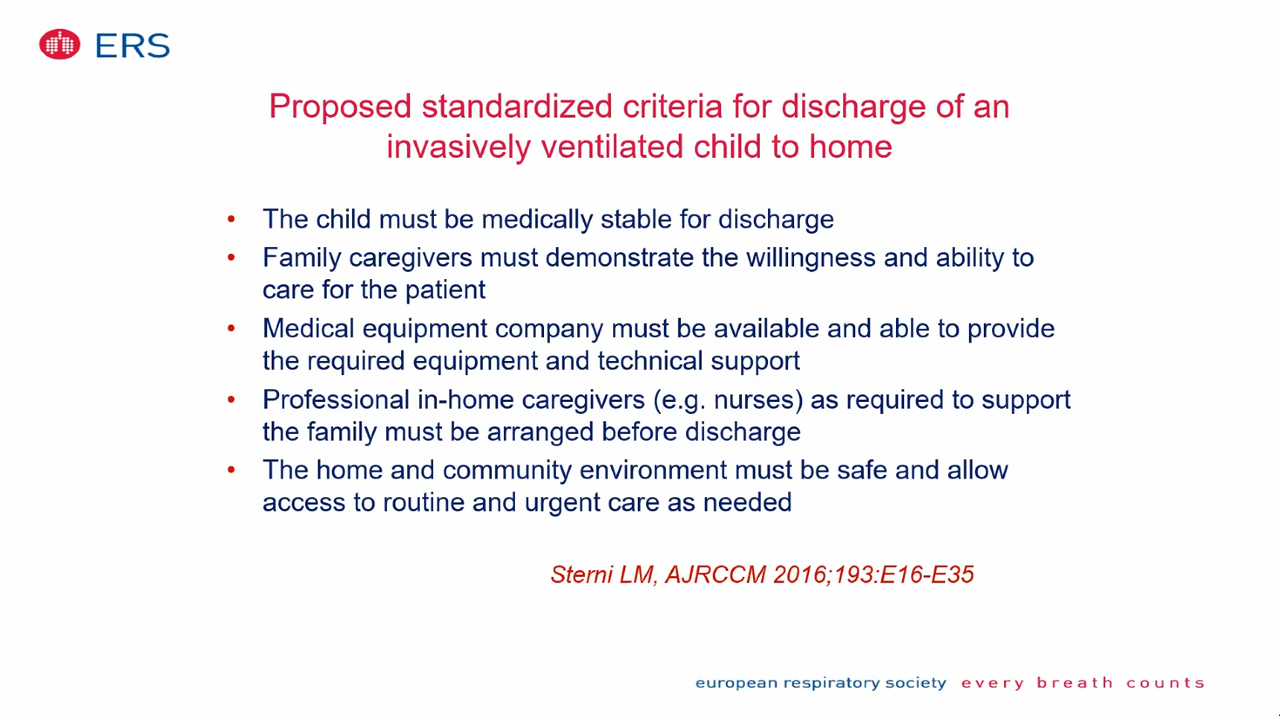 ERS
Proposed standardized criteria for discharge of an
invasively ventilated child to home
• The child must be medically stable for discharge
• Family caregivers must demonstrate the willingness and ability to
care for the patient
• Medical equipment company must be available and able to provide
the required equipment and technical support
• Professional in-home caregivers (e.g. nurses) as required to support
the family must be arranged before discharge
• The home and community environment must be safe and allow
access to routine and urgent care as needed
Sterni LM, AJRCCM 2016;193:E16-E35
european respiratory society every breath counts